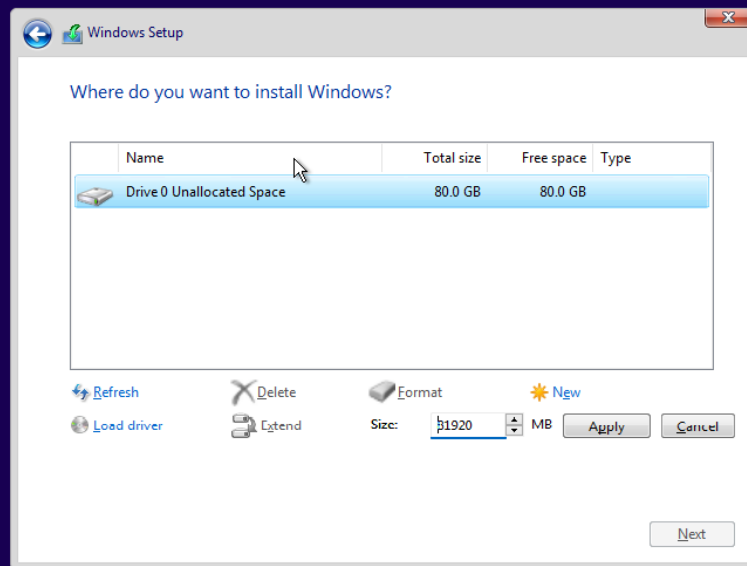 Windows Setup
Where do you want to install Windows?
Name Total size Free space Type
Drive 0 Unallocated Space 80.0 GB 80.0 GB
Refresh Delete Format New
Load driver Extend Size: 81920 MB Apply Cancel
Next